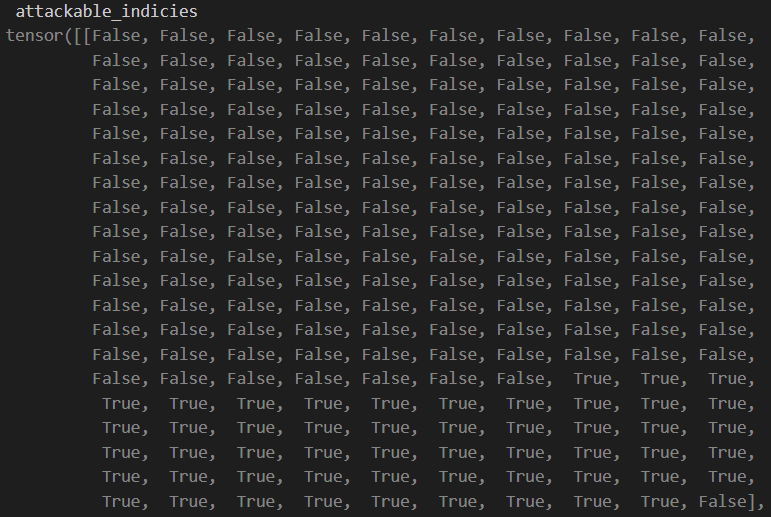 attackable_indicies
tensor([[False, False, False, False, False, False, False, False, False, False,
False, False, False, False, False, False, False, False, False, False,
False, False, False, False, False, False, False, False, False, False,
False, False, False, False, False, False, False, False, False, False,
False, False, False, False, False, False, False, False, False, False,
False, False, False, False, False, False, False, False, False, False,
False, False, False, False, False, False, False, False, False, False,
False, False, False, False, False, False, False, False, False, False,
False, False, False, False, False, False, False, False, False, False,
False, False, False, False, False, False, False, False, False, False,
False, False, False, False, False, False, False, False, False, False,
False, False, False, False, False, False, False, False, False, False,
False, False, False, False, False, False, False, False, False, False,
False, False, False, False, False, False, False, False, False, False,
False, False, False, False, False, False, False, True, True, True,
True, True, True, True, True, True, True, True, True, True,
True, True, True, True, True, True, True, True, True, True,
True, True, True, True, True, True, True, True, True, True,
True, True, True, True, True, True, True, True, True, True,
True, True, True, True, True, True, True, True, True, False],